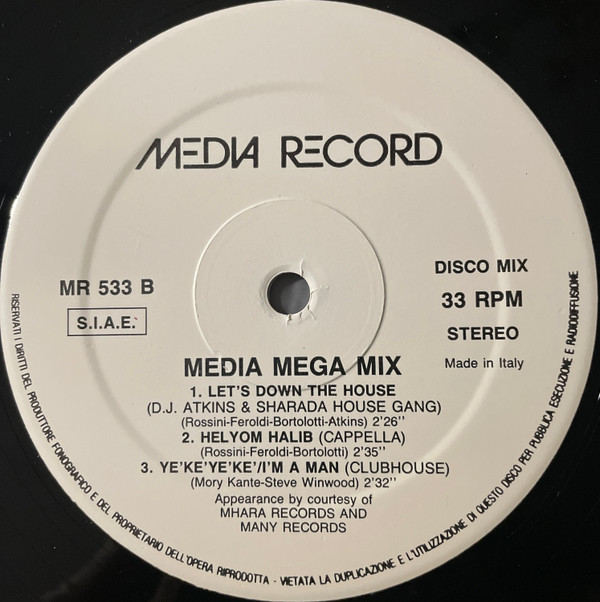 MEDIA RECORD
DISCO MIX
MR 533 B
33 RPM
S.I.A.E.
STEREO
Made in Italy
MEDIA MEGA MIX
1. LET'S DOWN THE HOUSE
(D.J. ATKINS & SHARADA HOUSE GANG)
(Rossini-Feroldi-Bortolotti-Atkins) 2'26''
2. HELYOM HALIB (CAPPELLA)
(Rossini-Feroldi-Bortolotti) 2'35''
3. YE'KE'YE'KE'/I'M A MAN (CLUBHOUSE)
(Mory Kante-Steve Winwood) 2'32''
Appearance by courtesy of
MHARA RECORDS AND
MANY RECORDS
RISERVATI I DIRITTI DEL PRODUTTORE FONOGRAFICO E DEL PROPRIETARIO DELL'OPERA RIPRODOTTA - VIETATA LA DUPLICAZIONE E L'UTILIZZAZIONE DI QUESTO DISCO PER PUBBLICA ESECUZIONE E RADIODIFFUSIONE